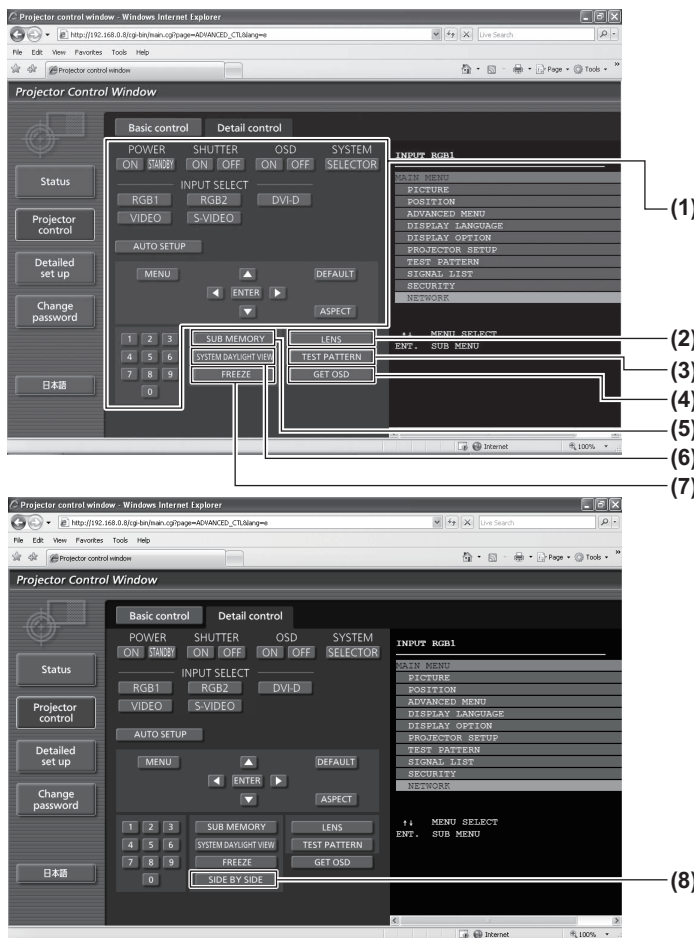 Projector control window - Windows Internet Explorer
http://192.168.0.8/cgi-bin/main.cgi?page=ADVANCED_CTL&lang=e
Live Search
File Edit View Favorites Tools Help
Projector control window
Page Tools
Projector Control Window
Basic control Detail control
POWER SHUTTER OSD SYSTEM
ON STANDBY ON OFF ON OFF SELECTOR
INPUT SELECT
RGB1 RGB2 DVI-D
VIDEO S-VIDEO
AUTO SETUP
MENU DEFAULT
ENTER
ASPECT
1 2 3 SUB MEMORY LENS
4 5 6 SYSTEM DAYLIGHT VIEW TEST PATTERN
7 8 9 FREEZE GET OSD
0
Status
Projector control
Detailed set up
Change password
日本語
INPUT RGB1
MAIN MENU
PICTURE
POSITION
ADVANCED MENU
DISPLAY LANGUAGE
DISPLAY OPTION
PROJECTOR SETUP
TEST PATTERN
SIGNAL LIST
SECURITY
NETWORK
MENU SELECT
ENT. SUB MENU
Internet 100%
(1)
(2)
(3)
(4)
(5)
(6)
(7)
Projector control window - Windows Internet Explorer
http://192.168.0.8/cgi-bin/main.cgi?page=ADVANCED_CTL&lang=e
Live Search
File Edit View Favorites Tools Help
Projector control window
Page Tools
Projector Control Window
Basic control Detail control
POWER SHUTTER OSD SYSTEM
ON STANDBY ON OFF ON OFF SELECTOR
INPUT SELECT
RGB1 RGB2 DVI-D
VIDEO S-VIDEO
AUTO SETUP
MENU DEFAULT
ENTER
ASPECT
1 2 3 SUB MEMORY LENS
4 5 6 SYSTEM DAYLIGHT VIEW TEST PATTERN
7 8 9 FREEZE GET OSD
0 SIDE BY SIDE
Status
Projector control
Detailed set up
Change password
日本語
INPUT RGB1
MAIN MENU
PICTURE
POSITION
ADVANCED MENU
DISPLAY LANGUAGE
DISPLAY OPTION
PROJECTOR SETUP
TEST PATTERN
SIGNAL LIST
SECURITY
NETWORK
↑↓ MENU SELECT
ENT. SUB MENU
Internet 100%
(8)